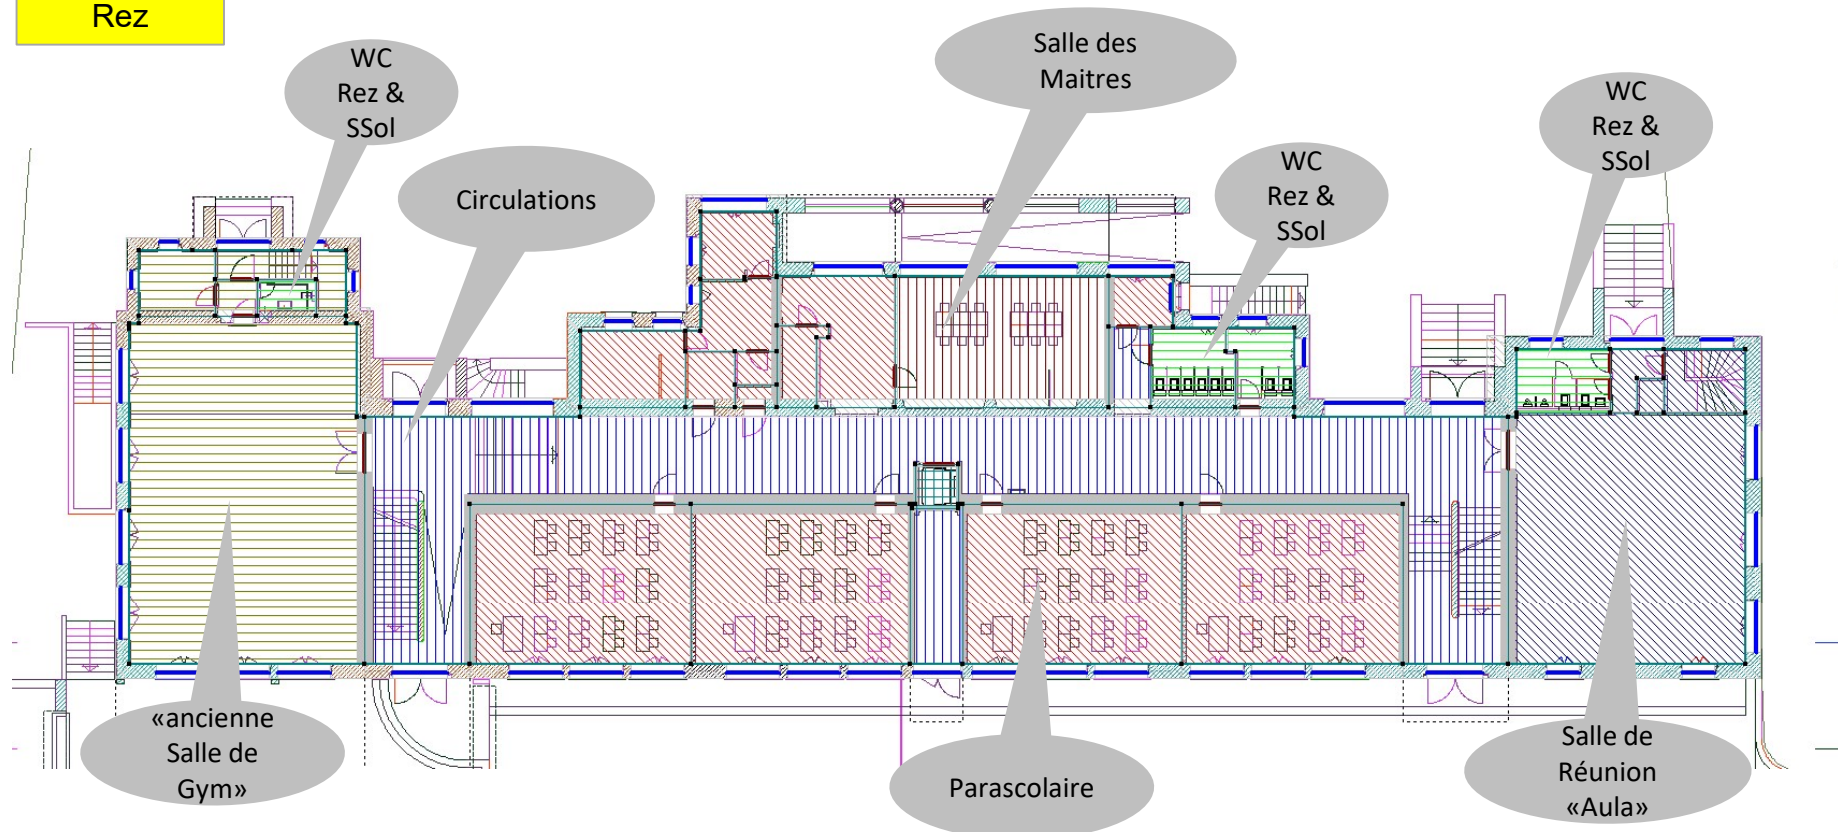 Rez
WC
Rez &
SSol
Circulations
Salle des
Maitres
WC
Rez &
SSol
WC
Rez &
SSol
«ancienne
Salle de
Gym»
Parascolaire
Salle de
Réunion
«Aula»